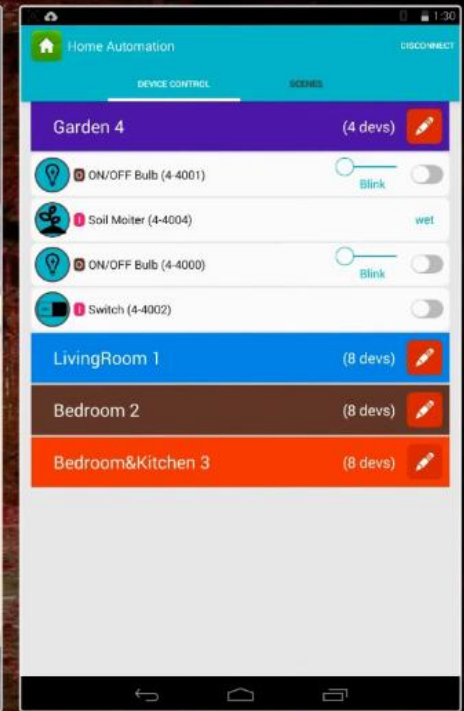 1:30
Home Automation
DISCONNECT
DEVICE CONTROL
SCENES
Garden 4 (4 devs)
O ON/OFF Bulb (4-4001)
Blink
I Soil Moiter (4-4004) wet
O ON/OFF Bulb (4-4000)
Blink
I Switch (4-4002)
LivingRoom 1 (8 devs)
Bedroom 2 (8 devs)
Bedroom&Kitchen 3 (8 devs)